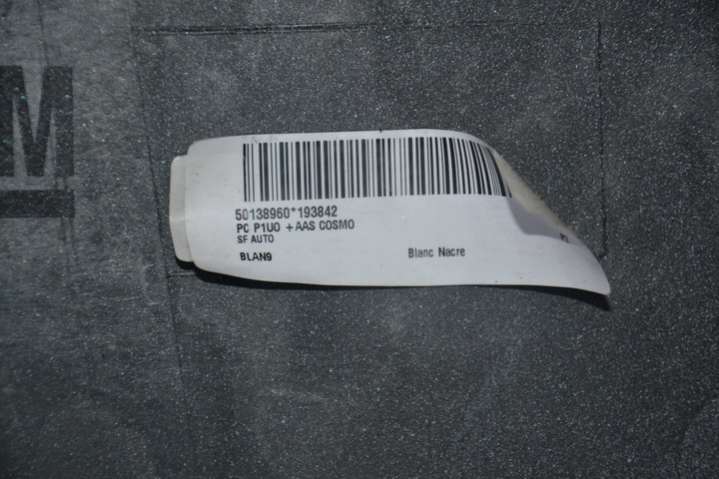 50138960*193842
PC P1UO + AAS COSMO
SF AUTO
BLAN9
Blanc Nacre